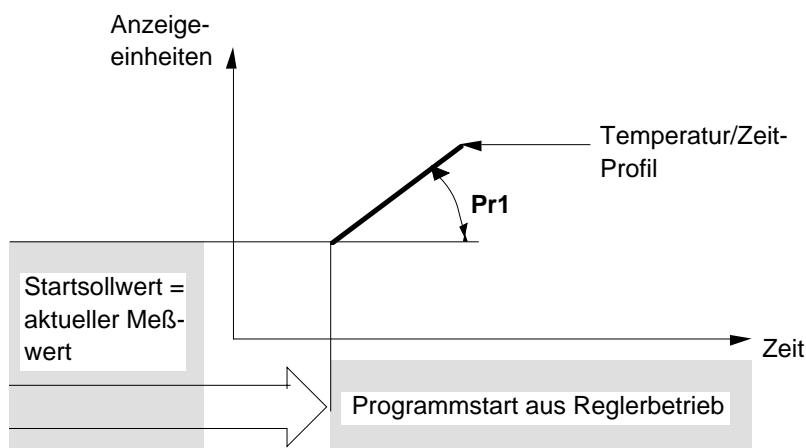 Anzeige-
einheiten
Temperatur/Zeit-
Profil
Pr1
Startsollwert =
aktueller Meß-
wert
Zeit
Programmstart aus Reglerbetrieb